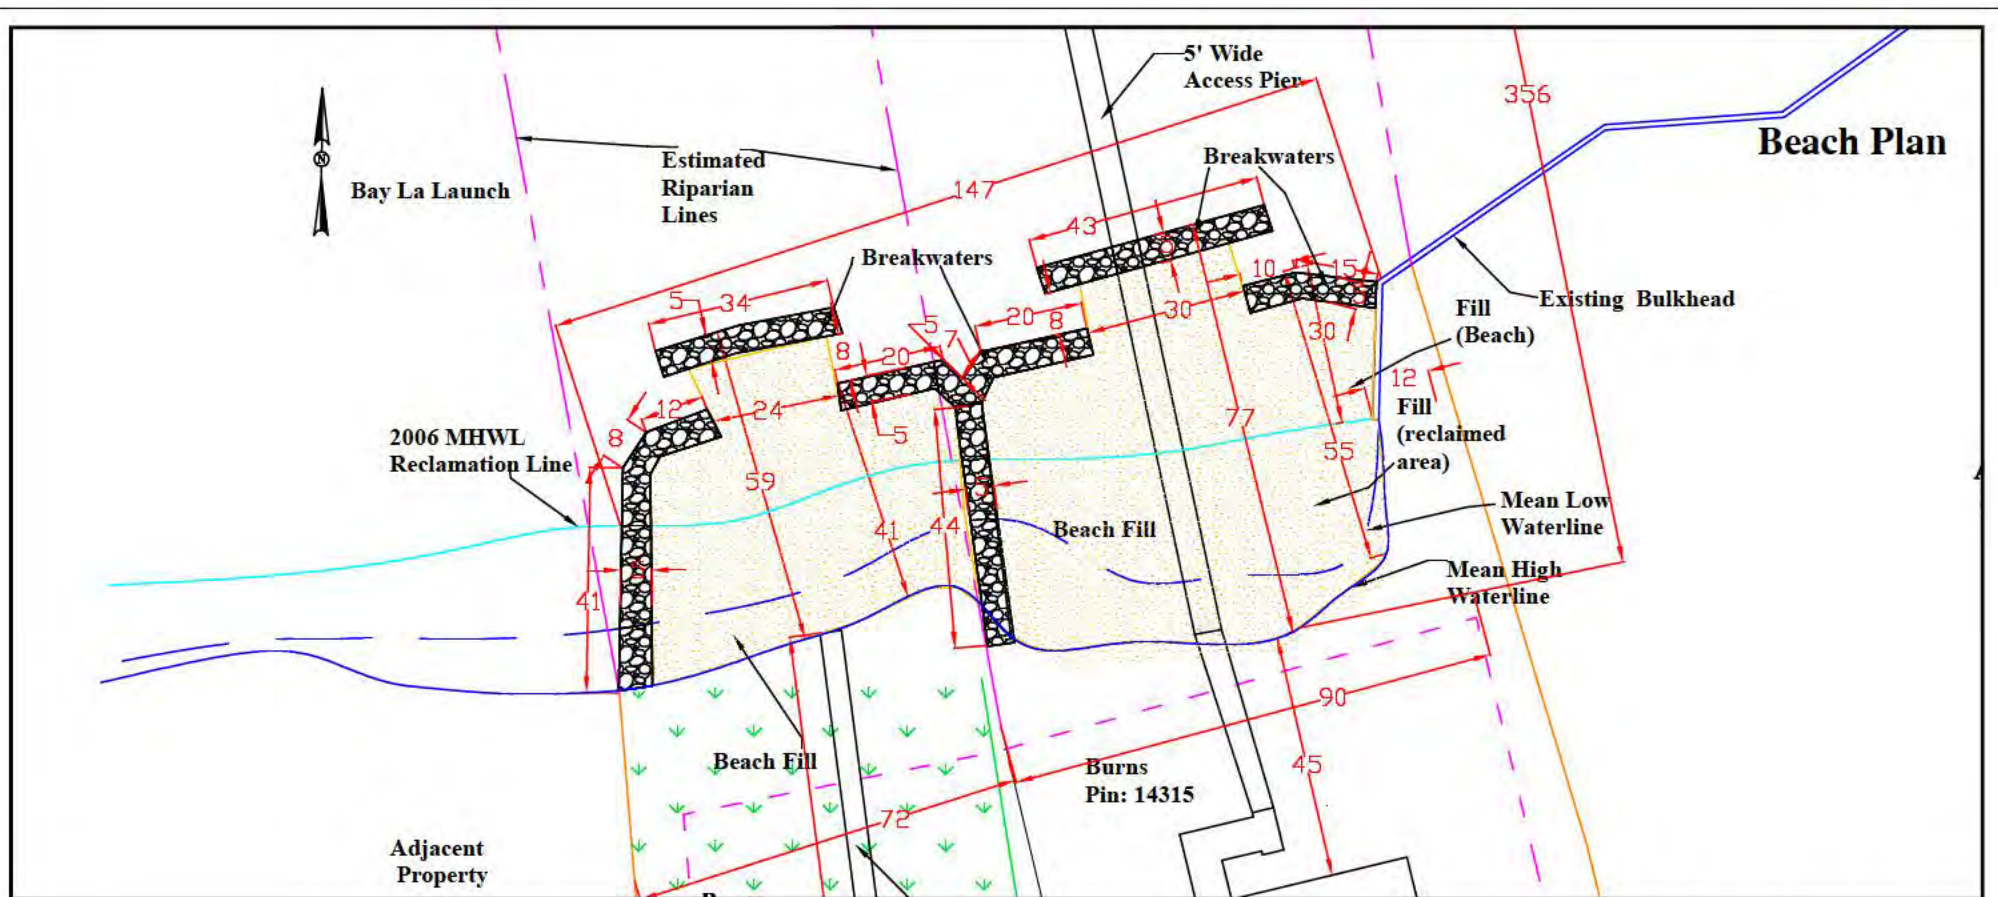 5' Wide
Access Pier
356
Beach Plan
Estimated
Riparian
Lines
Bay La Launch
147
Breakwaters
43
Breakwaters
10
15
5
34
20
8
30
5
7
Existing Bulkhead
Fill
(Beach)
30
8
20
12
24
12
Fill
(reclaimed
area)
77
55
5
8
2006 MHWL
Reclamation Line
59
41
44
Mean Low
Waterline
Beach Fill
Mean High
Waterline
41
90
Beach Fill
Burns
Pin: 14315
45
72
Adjacent
Property